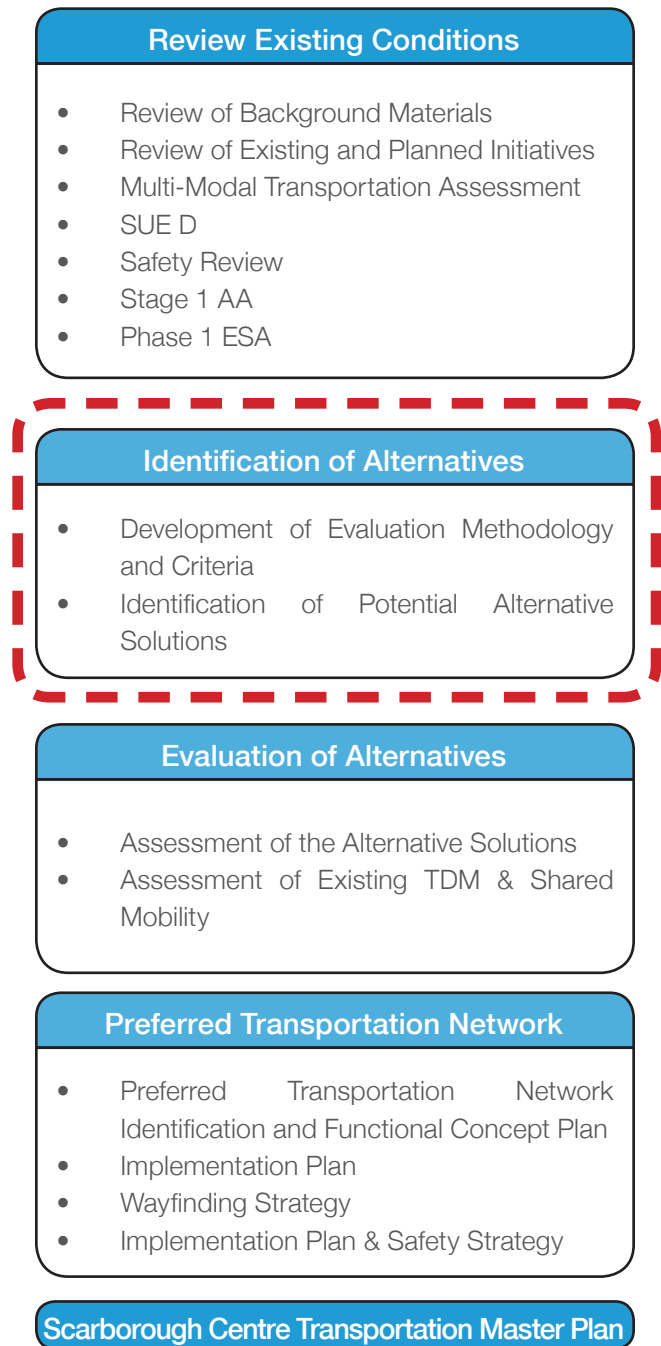 Review Existing Conditions
• Review of Background Materials
• Review of Existing and Planned Initiatives
• Multi-Modal Transportation Assessment
• SUE D
• Safety Review
• Stage 1 AA
• Phase 1 ESA
Identification of Alternatives
• Development of Evaluation Methodology
and Criteria
• Identification of Potential Alternative
Solutions
Evaluation of Alternatives
• Assessment of the Alternative Solutions
• Assessment of Existing TDM & Shared
Mobility
Preferred Transportation Network
• Preferred Transportation Network
Identification and Functional Concept Plan
• Implementation Plan
• Wayfinding Strategy
• Implementation Plan & Safety Strategy
Scarborough Centre Transportation Master Plan